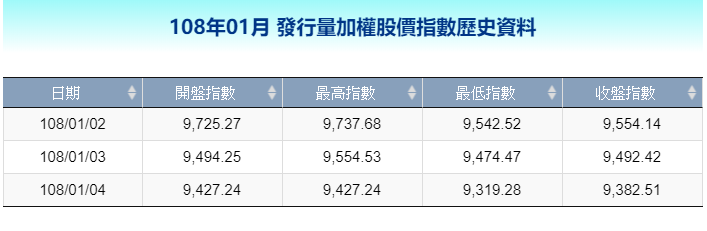 108年01月 發行量加權股價指數歷史資料
日期 開盤指數 最高指數 最低指數 收盤指數
108/01/02 9,725.27 9,737.68 9,542.52 9,554.14
108/01/03 9,494.25 9,554.53 9,474.47 9,492.42
108/01/04 9,427.24 9,427.24 9,319.28 9,382.51